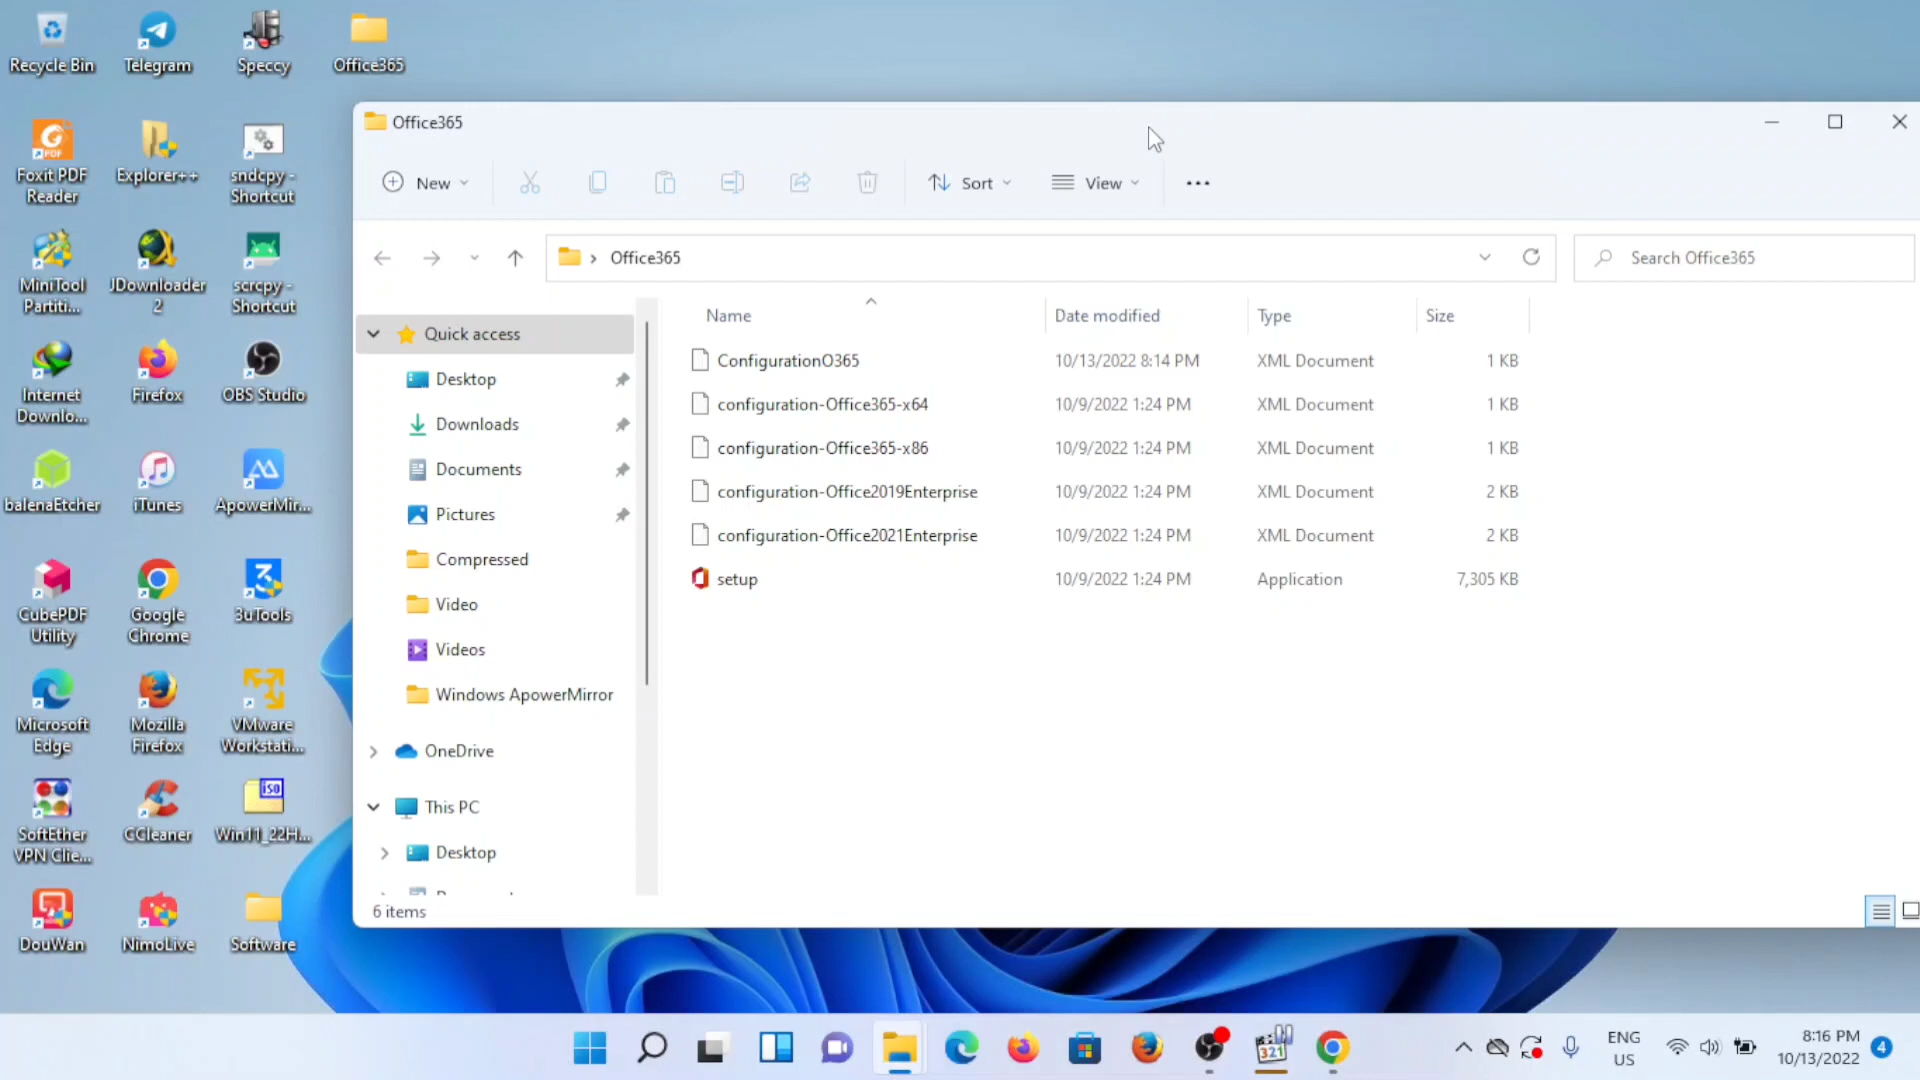 Recycle Bin
Telegram
Speccy
Office365
Foxit PDF
Reader
Explorer++
sndcpy -
Shortcut
MiniTool
Partiti...
JDownloader
2
scrcpy -
Shortcut
Internet
Downlo...
Firefox
OBS Studio
balenaEtcher
iTunes
ApowerMir...
CubePDF
Utility
Google
Chrome
3uTools
Microsoft
Edge
Mozilla
Firefox
VMware
Workstati...
SoftEther
VPN Clie...
CCleaner
Win11_22H...
DouWan
NimoLive
Software
Office365
New
Sort
View
Office365
Search Office365
Quick access
Desktop
Downloads
Documents
Pictures
Compressed
Video
Videos
Windows ApowerMirror
OneDrive
This PC
Desktop
Name Date modified Type Size
ConfigurationO365 10/13/2022 8:14 PM XML Document 1 KB
configuration-Office365-x64 10/9/2022 1:24 PM XML Document 1 KB
configuration-Office365-x86 10/9/2022 1:24 PM XML Document 1 KB
configuration-Office2019Enterprise 10/9/2022 1:24 PM XML Document 2 KB
configuration-Office2021Enterprise 10/9/2022 1:24 PM XML Document 2 KB
setup 10/9/2022 1:24 PM Application 7,305 KB
6 items
321
ENG
US
8:16 PM
10/13/2022
4